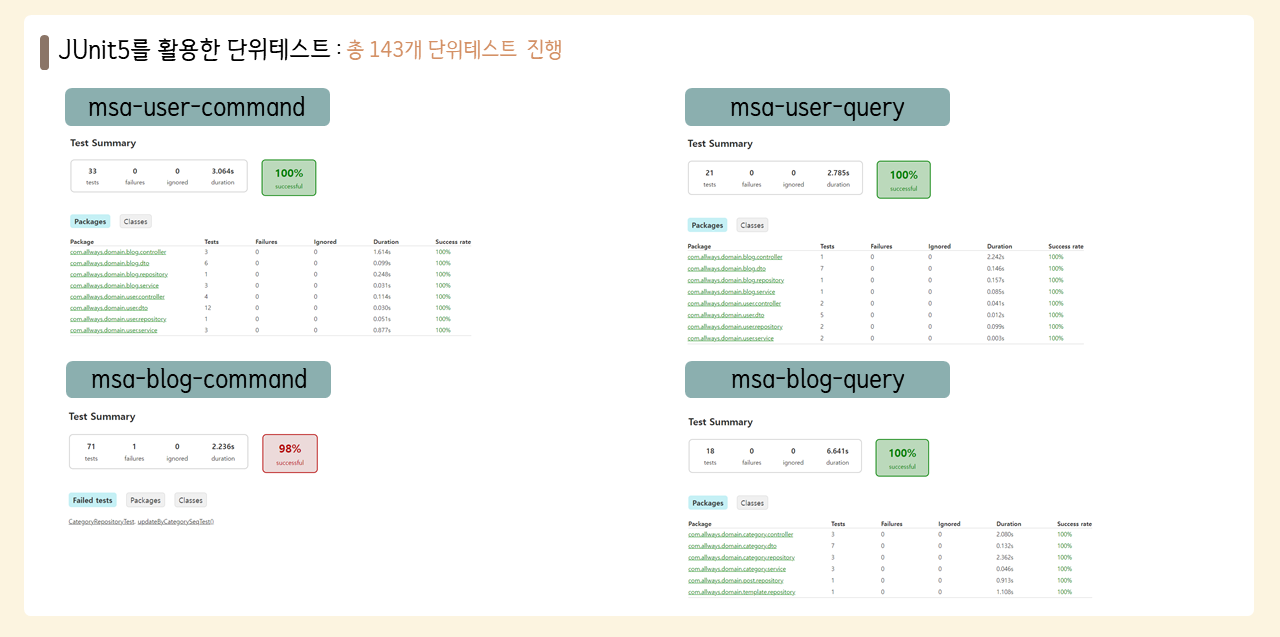 JUnit5를 활용한 단위테스트 : 총 143개 단위테스트 진행
msa-user-command
Test Summary
33 0 0 3.064s
tests failures ignored duration
100%
successful
Packages Classes
Package Tests Failures Ignored Duration Success rate
com.allways.domain.blog.controller 3 0 0 1.614s 100%
com.allways.domain.blog.dto 6 0 0 0.099s 100%
com.allways.domain.blog.repository 1 0 0 0.248s 100%
com.allways.domain.blog.service 3 0 0 0.031s 100%
com.allways.domain.user.controller 4 0 0 0.114s 100%
com.allways.domain.user.dto 12 0 0 0.030s 100%
com.allways.domain.user.repository 1 0 0 0.051s 100%
com.allways.domain.user.service 3 0 0 0.877s 100%
msa-user-query
Test Summary
21 0 0 2.785s
tests failures ignored duration
100%
successful
Packages Classes
Package Tests Failures Ignored Duration Success rate
com.allways.domain.blog.controller 1 0 0 2.242s 100%
com.allways.domain.blog.dto 7 0 0 0.146s 100%
com.allways.domain.blog.repository 1 0 0 0.157s 100%
com.allways.domain.blog.service 1 0 0 0.085s 100%
com.allways.domain.user.controller 2 0 0 0.041s 100%
com.allways.domain.user.dto 5 0 0 0.012s 100%
com.allways.domain.user.repository 2 0 0 0.099s 100%
com.allways.domain.user.service 2 0 0 0.003s 100%
msa-blog-command
Test Summary
71 1 0 2.236s
tests failures ignored duration
98%
successful
Failed tests Packages Classes
CategoryRepositoryTest. updateByCategorySeqTest()
msa-blog-query
Test Summary
18 0 0 6.641s
tests failures ignored duration
100%
successful
Packages Classes
Package Tests Failures Ignored Duration Success rate
com.allways.domain.category.controller 3 0 0 2.080s 100%
com.allways.domain.category.dto 7 0 0 0.132s 100%
com.allways.domain.category.repository 3 0 0 2.362s 100%
com.allways.domain.category.service 3 0 0 0.046s 100%
com.allways.domain.post.repository 1 0 0 0.913s 100%
com.allways.domain.template.repository 1 0 0 1.108s 100%